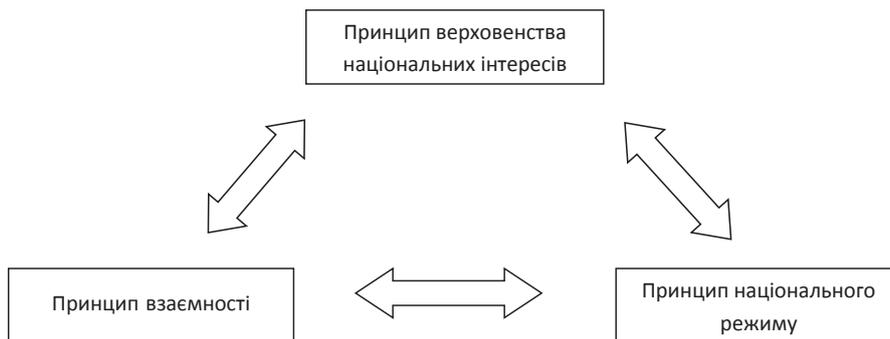 Принцип верховенства
національних інтересів
Принцип взаємності
Принцип національного
режиму